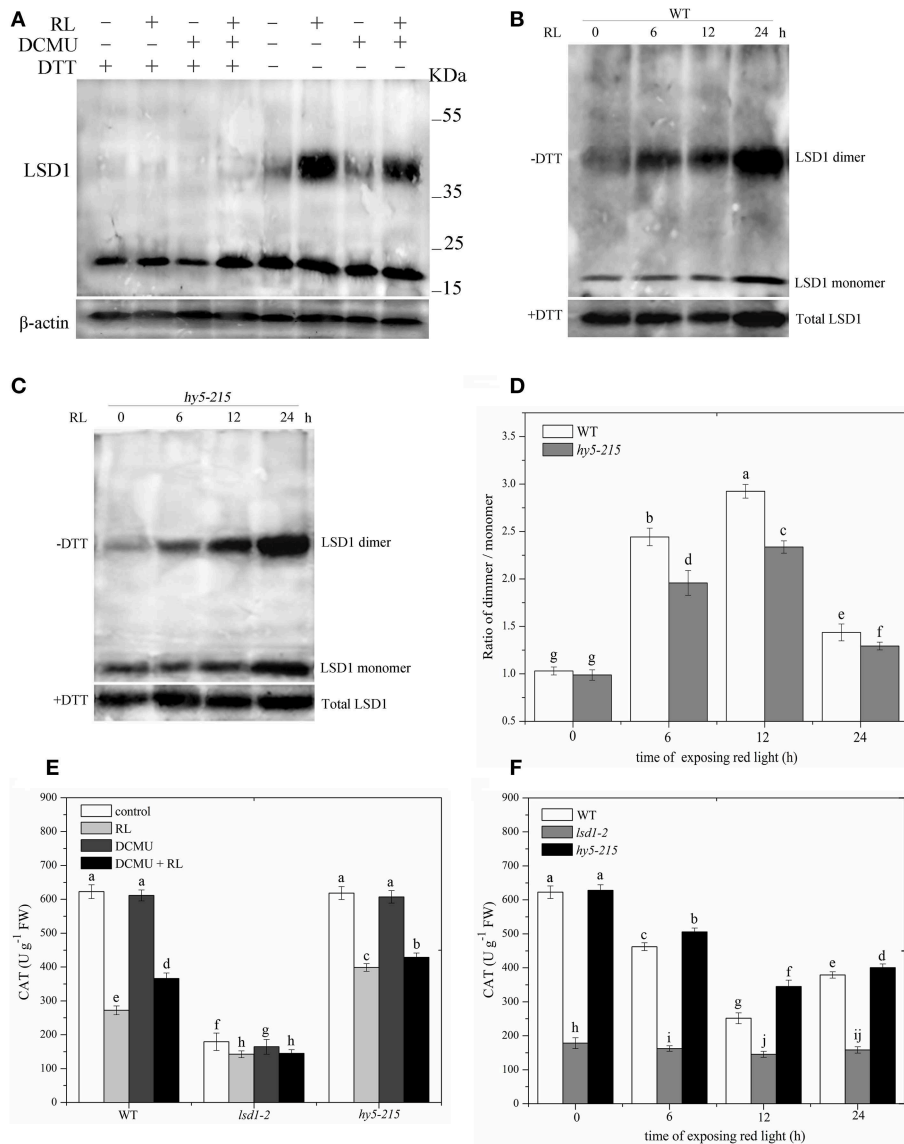 A
RL − + − + − + − +
DCMU − − + + − − + +
DTT + + + + − − − −
KDa
55
LSD1
35
25
15
β-actin
B
WT
RL 0 6 12 24 h
-DTT LSD1 dimer
LSD1 monomer
+DTT Total LSD1
C
hy5-215
RL 0 6 12 24 h
-DTT LSD1 dimer
LSD1 monomer
+DTT Total LSD1
D
WT
hy5-215
3.5
3.0
2.5
2.0
1.5
1.0
0.5
Ratio of dimmer / monomer
g g b d a c e f
0 6 12 24
time of exposing red light (h)
E
control
RL
DCMU
DCMU + RL
900
800
700
600
500
400
300
200
100
0
CAT (U g-1 FW)
a e a d f h g h a c a b
WT lsd1-2 hy5-215
F
WT
lsd1-2
hy5-215
900
800
700
600
500
400
300
200
100
0
CAT (U g-1 FW)
a h a c i b g j f e ij d
0 6 12 24
time of exposing red light (h)